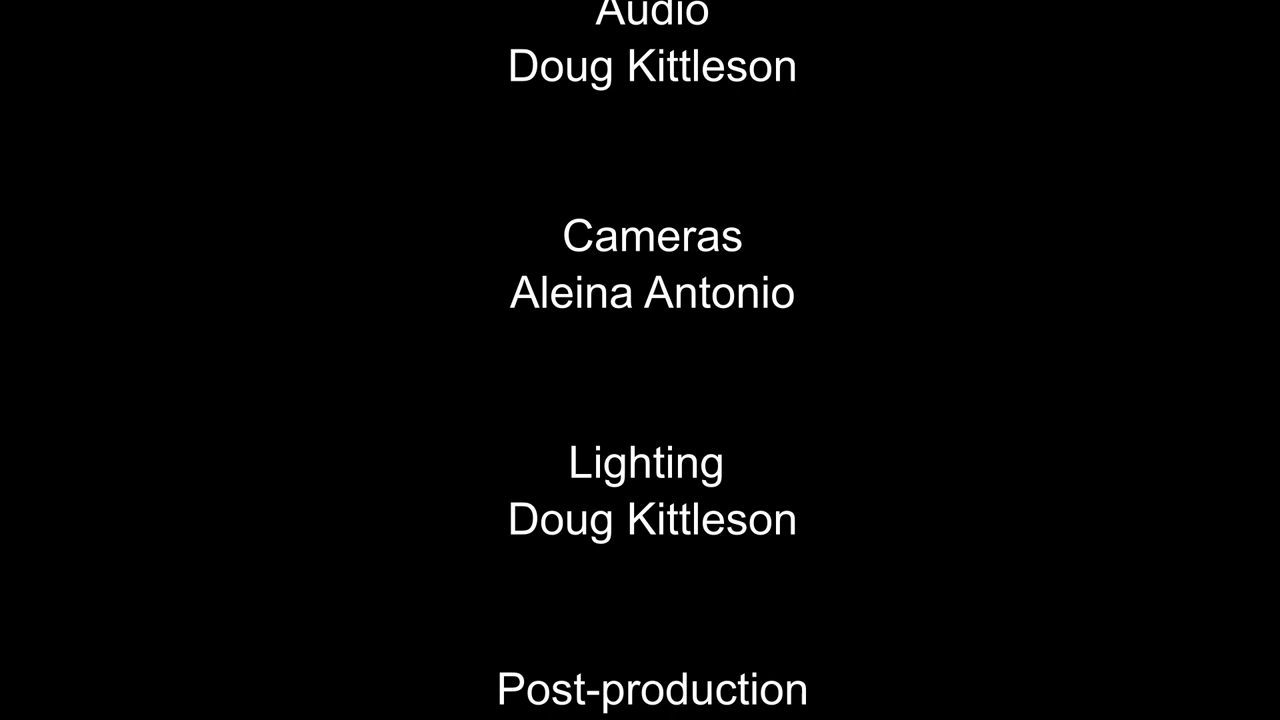 Audio
Doug Kittleson
Cameras
Aleina Antonio
Lighting
Doug Kittleson
Post-production